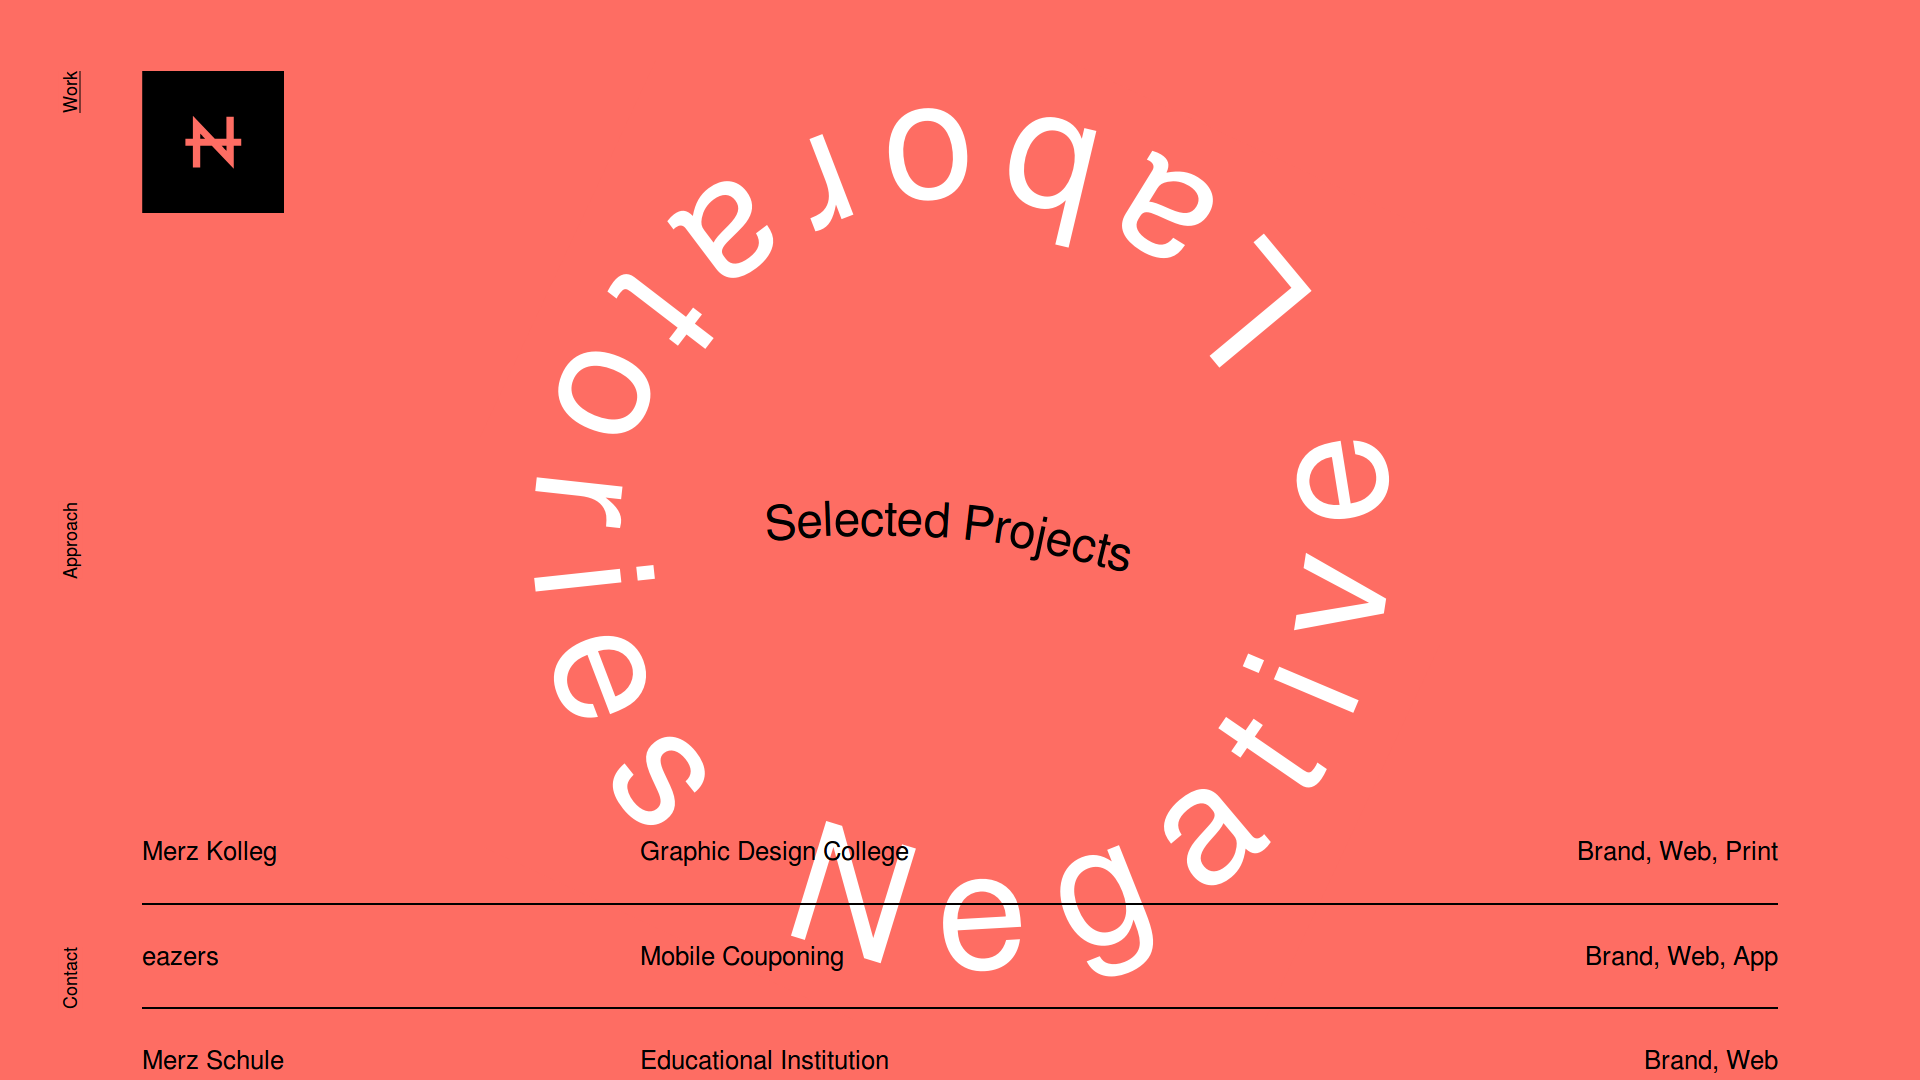 Work
Approach
Contact
Negative Laboratories
Selected Projects
Merz Kolleg Graphic Design College Brand, Web, Print
eazers Mobile Couponing Brand, Web, App
Merz Schule Educational Institution Brand, Web